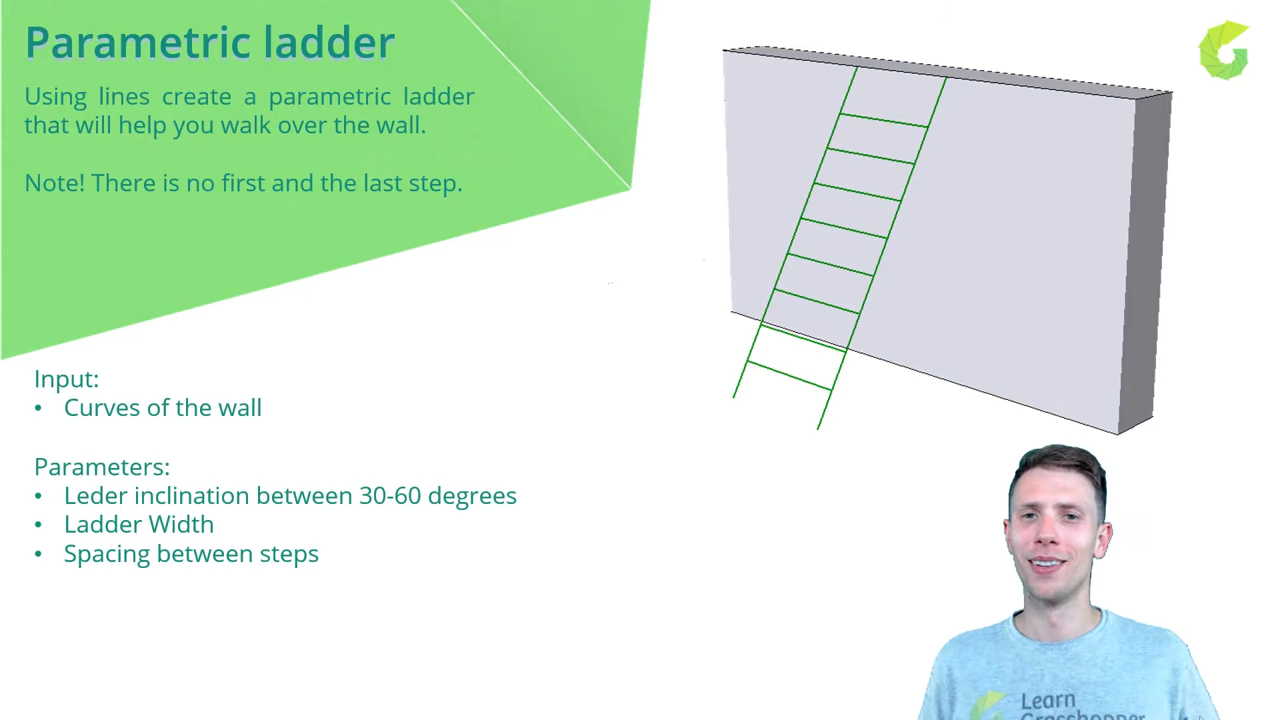 Parametric ladder
Using lines create a parametric ladder
that will help you walk over the wall.
Note! There is no first and the last step.
Input:
• Curves of the wall
Parameters:
• Leder inclination between 30-60 degrees
• Ladder Width
• Spacing between steps
Learn
Grasshopper